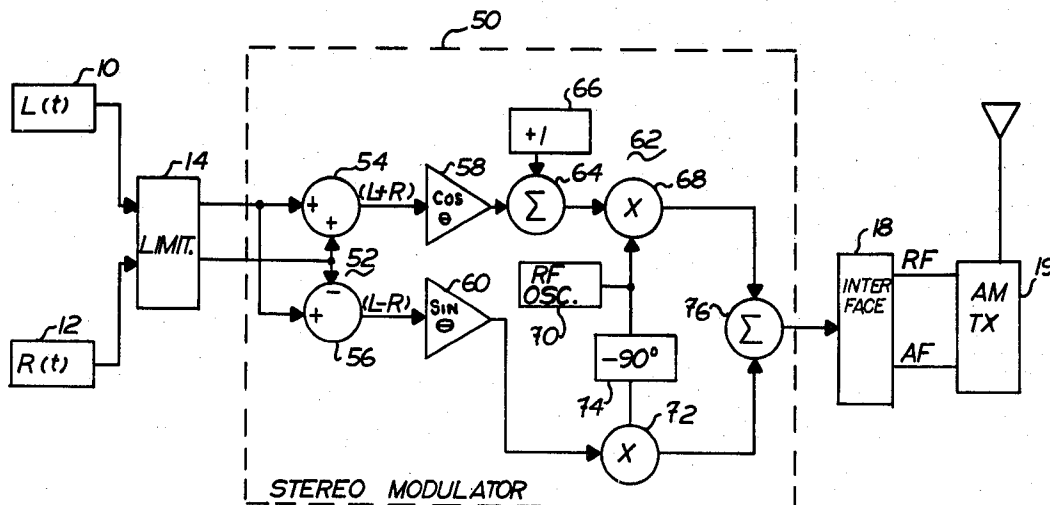 50
10
L(t)
14
LIMIT.
12
R(t)
54
+
+
(L+R)
52
−
+
(L−R)
56
58
Cos
θ
60
Sin
θ
66
+1
62
64
Σ
68
X
RF
OSC.
70
−90°
74
72
X
76
Σ
STEREO MODULATOR
18
INTER
FACE
RF
AF
19
AM
TX